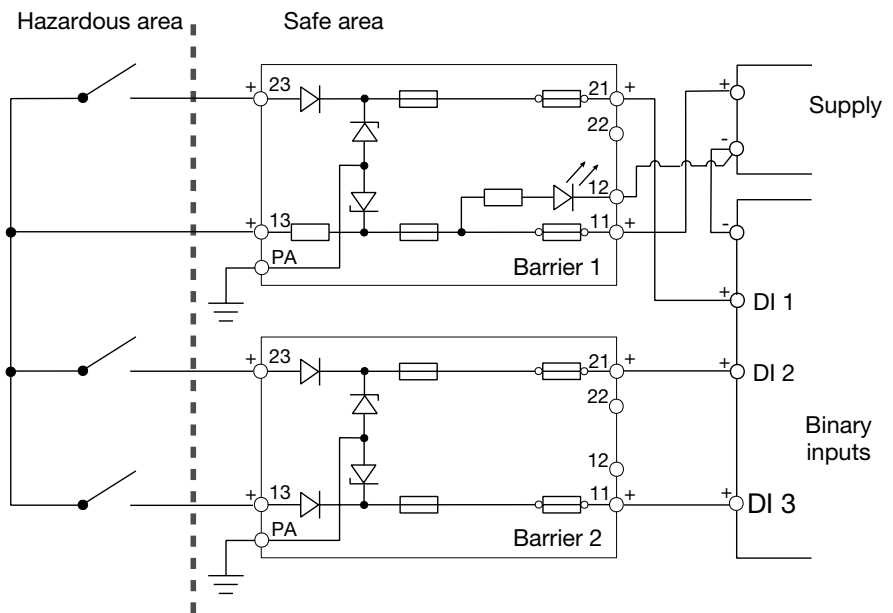 Hazardous area
Safe area
+ 23
21 +
22
12
+ 13
11 +
PA
Barrier 1
+
Supply
-
-
+ DI 1
+ 23
21 +
22
12
+ 13
11 +
PA
Barrier 2
+ DI 2
Binary
inputs
+ DI 3